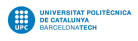 UNIVERSITAT POLITÈCNICA
DE CATALUNYA
BARCELONATECH
UPC